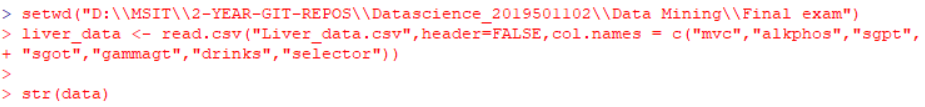 > setwd("D:\\MSIT\\2-YEAR-GIT-REPOS\\Datascience_2019501102\\Data Mining\\Final exam")
> liver_data <- read.csv("Liver_data.csv",header=FALSE,col.names = c("mvc","alkphos","sgpt",
+ "sgot","gammagt","drinks","selector"))
>
> str(data)